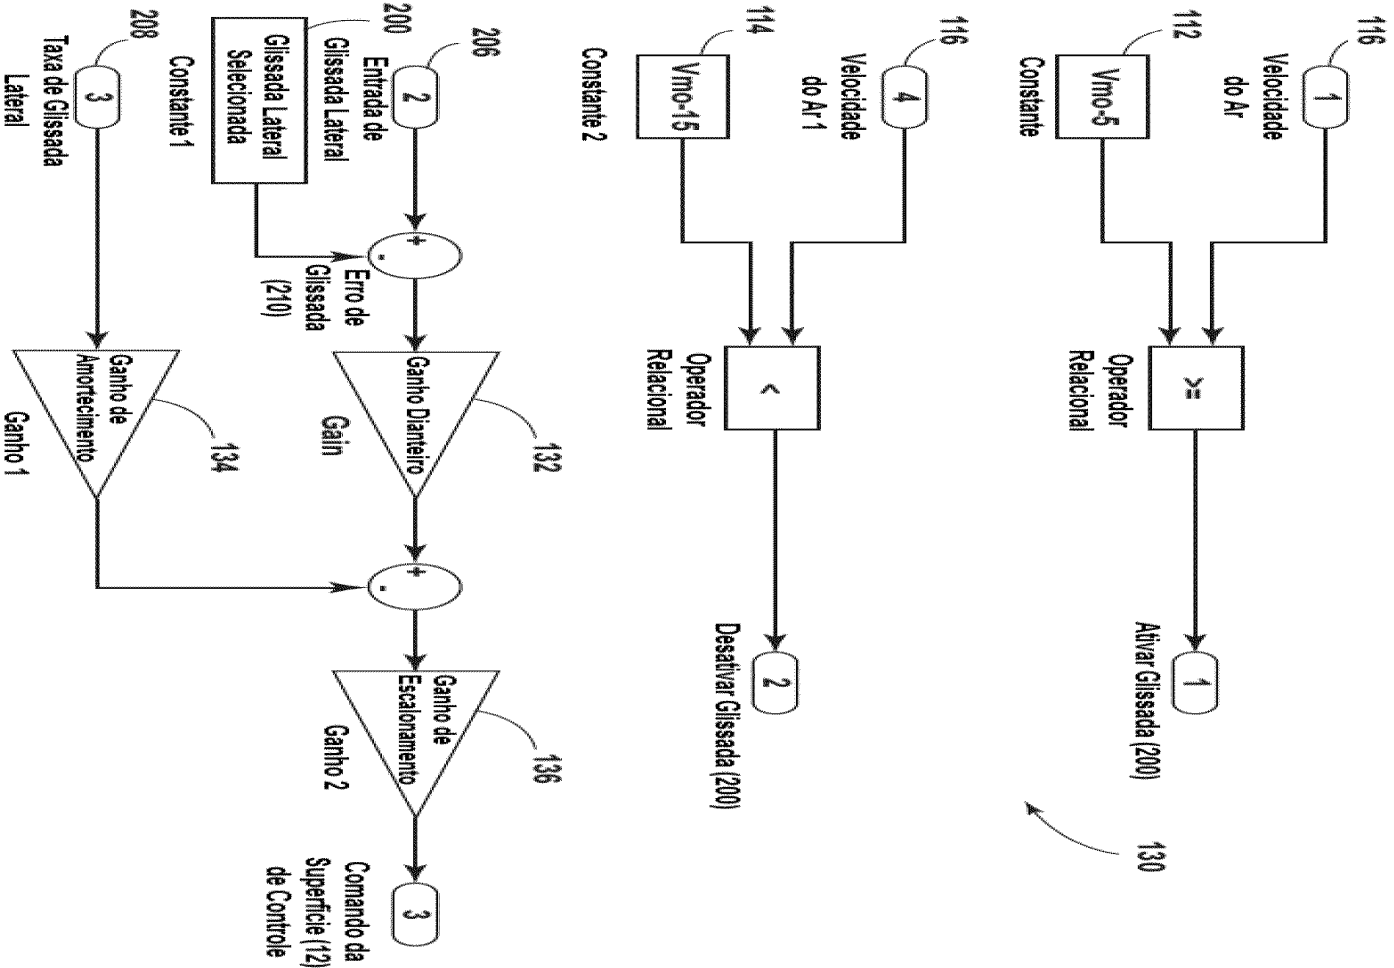 116
1
Velocidade
do Ar
112
Vmo-5
Constante
>=
Operador
Relacional
1
Ativar Glissada (200)
130
116
4
Velocidade
do Ar 1
114
Vmo-15
Constante 2
<
Operador
Relacional
2
Desativar Glissada (200)
206
2
Entrada de
Glissada Lateral
200
Glissada Lateral
Selecionada
Constante 1
+
-
Erro de
Glissada
(210)
132
Ganho Dianteiro
Gain
208
3
Taxa de Glissada
Lateral
134
Ganho de
Amortecimento
Ganho 1
+
-
136
Ganho de
Escalonamento
Ganho 2
3
Comando da
Superfície (12)
de Controle